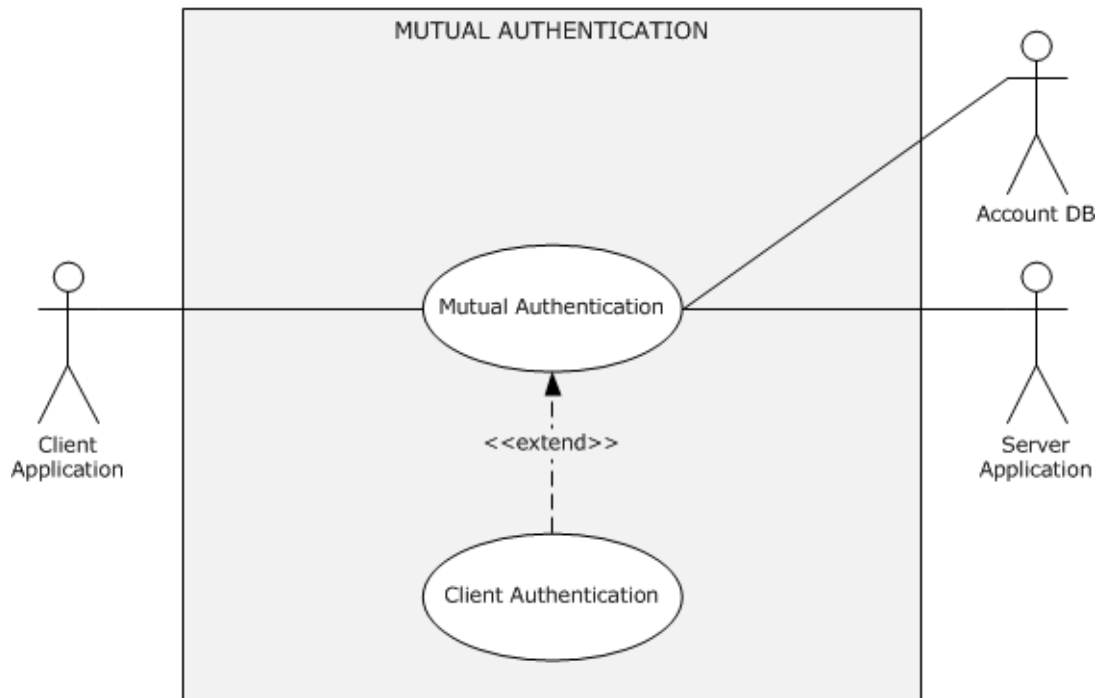 MUTUAL AUTHENTICATION
Account DB
Mutual Authentication
Client
Application
Server
Application
<<extend>>
Client Authentication